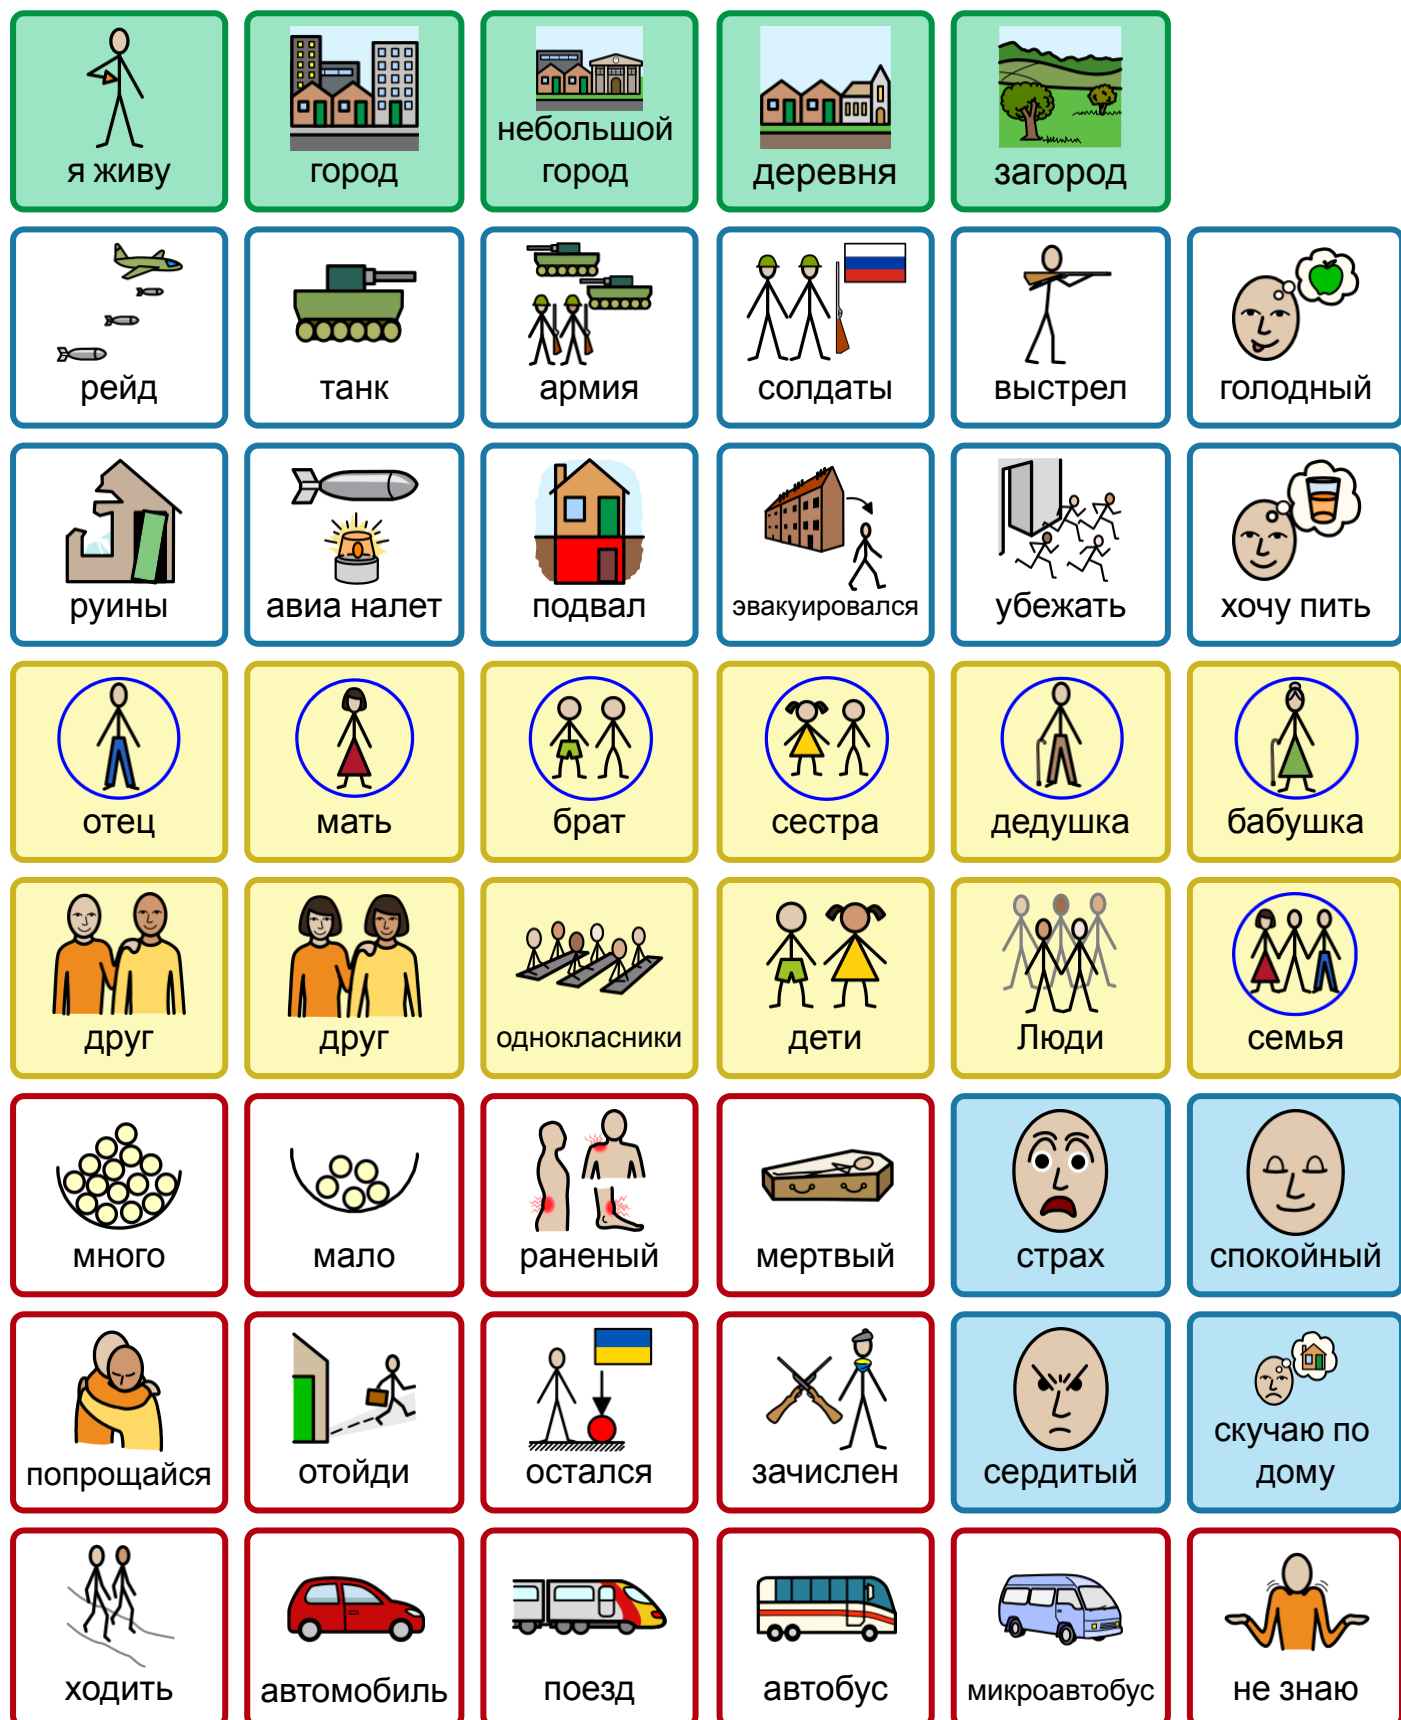 я живу
город
небольшой
город
деревня
загород
рейд
танк
армия
солдаты
выстрел
голодный
руины
авиа налет
подвал
эвакуировался
убежать
хочу пить
отец
мать
брат
сестра
дедушка
бабушка
друг
друг
однокласники
дети
Люди
семья
много
мало
раненый
мертвый
страх
спокойный
попрощайся
отойди
остался
зачислен
сердитый
скучаю по
дому
ходить
автомобиль
поезд
автобус
микроавтобус
не знаю